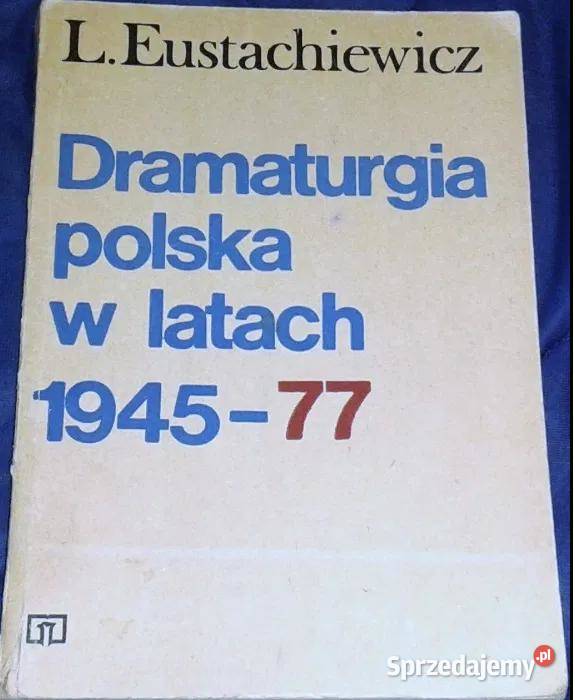 L.Eustachiewicz
Dramaturgia
polska
w latach
1945-77
Sprzedajemy.pl